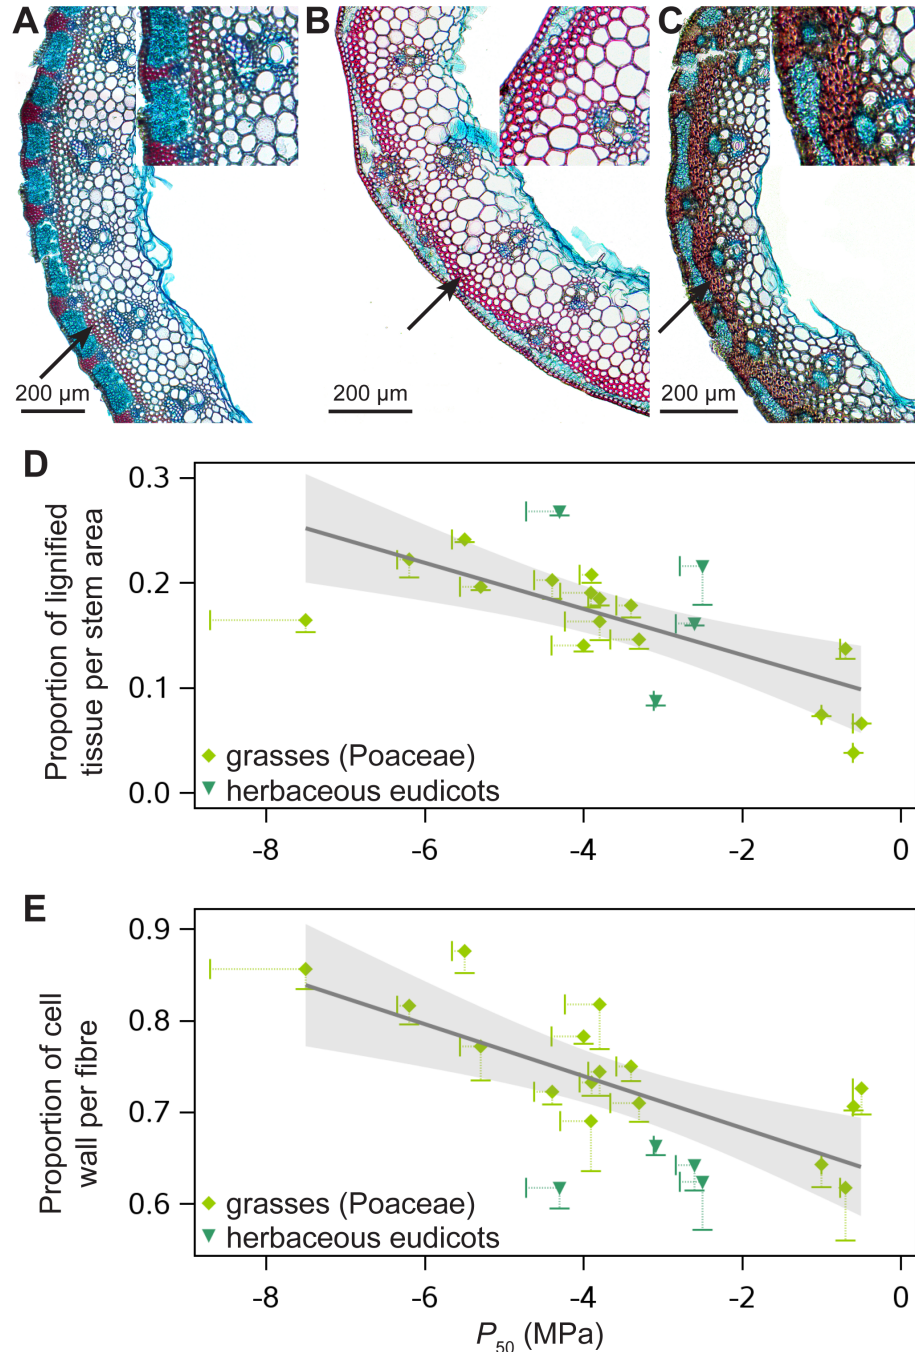 A
B
C
200 µm
200 µm
200 µm
D
Proportion of lignified
tissue per stem area
0.3
0.2
0.1
0.0
grasses (Poaceae)
herbaceous eudicots
-8
-6
-4
-2
0
E
Proportion of cell
wall per fibre
0.9
0.8
0.7
0.6
grasses (Poaceae)
herbaceous eudicots
-8
-6
-4
-2
0
P50 (MPa)